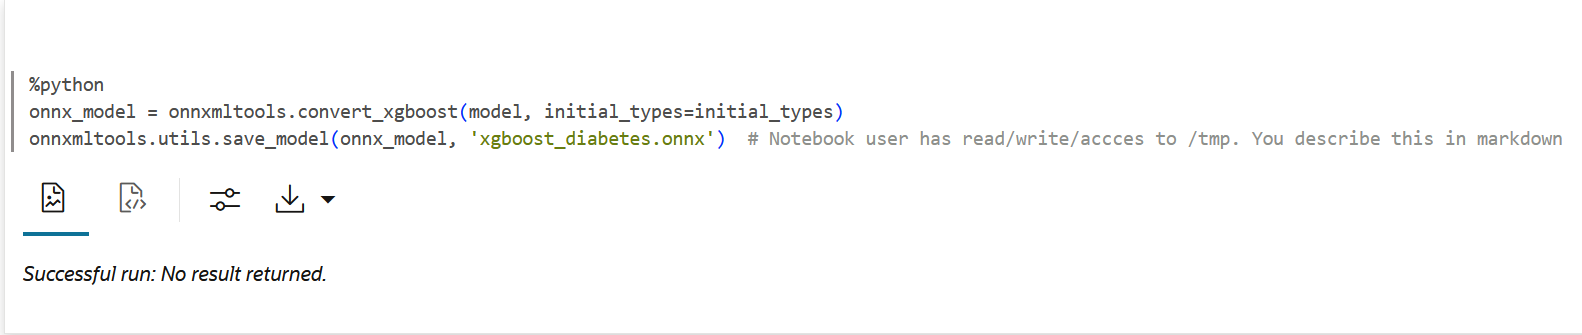 %python
onnx_model = onnxmltools.convert_xgboost(model, initial_types=initial_types)
onnxmltools.utils.save_model(onnx_model, 'xgboost_diabetes.onnx')  # Notebook user has read/write/accces to /tmp. You describe this in markdown
Successful run: No result returned.